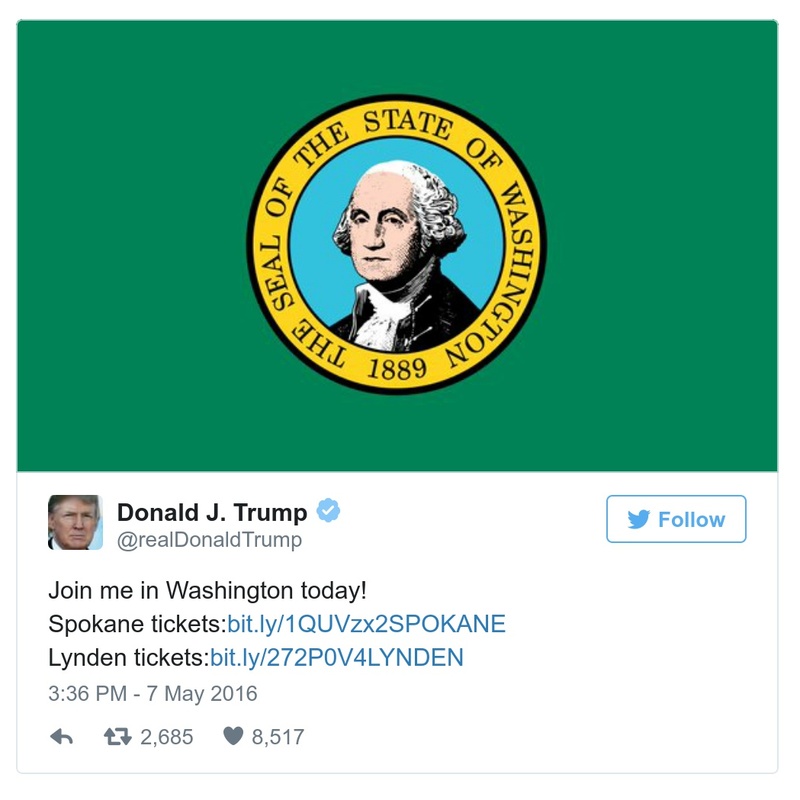 THE SEAL OF THE STATE OF WASHINGTON
1889
Donald J. Trump
@realDonaldTrump
Follow
Join me in Washington today!
Spokane tickets:bit.ly/1QUVzx2SPOKANE
Lynden tickets:bit.ly/272P0V4LYNDEN
3:36 PM - 7 May 2016
2,685 8,517